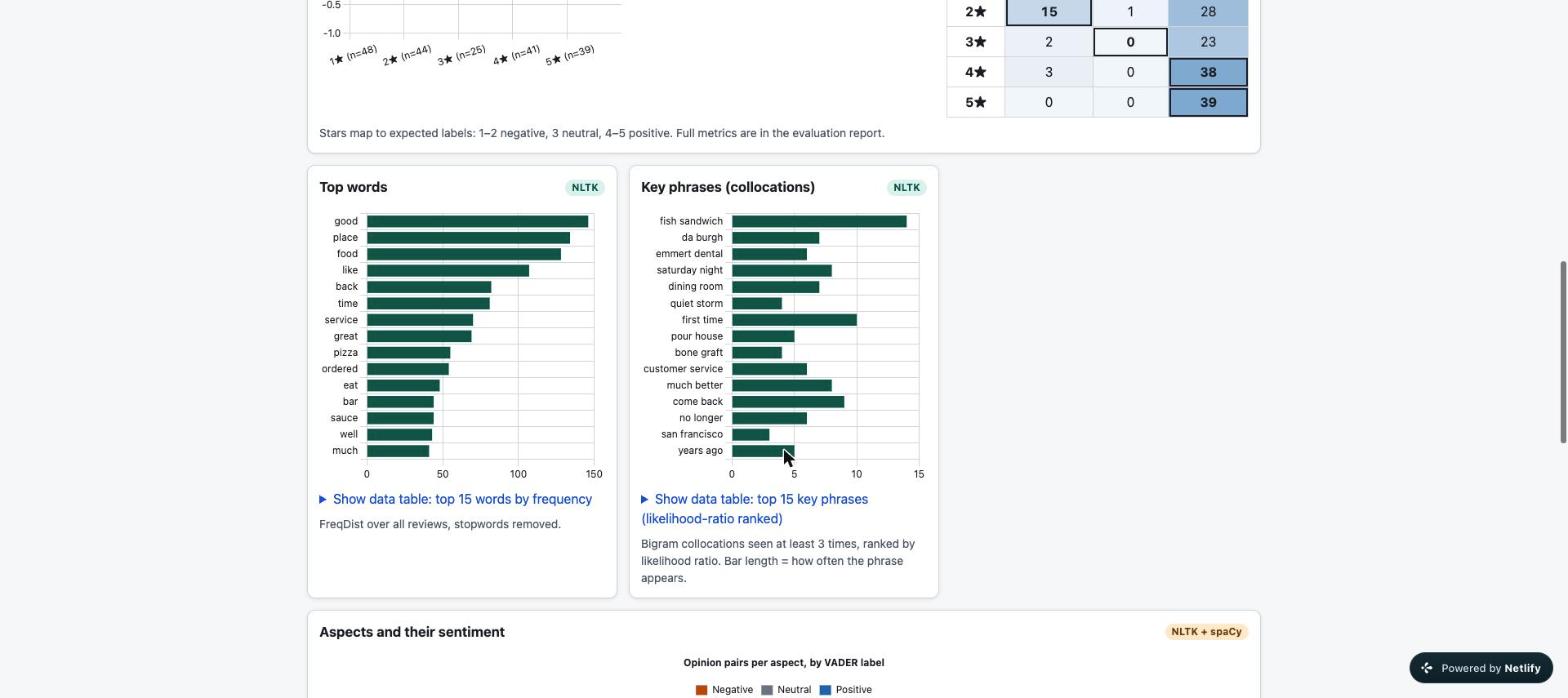 -0.5
-1.0
1★ (n=48) 2★ (n=44) 3★ (n=25) 4★ (n=41) 5★ (n=39)
2★ 15 1 28
3★ 2 0 23
4★ 3 0 38
5★ 0 0 39
Stars map to expected labels: 1–2 negative, 3 neutral, 4–5 positive. Full metrics are in the evaluation report.
Top words NLTK
good
place
food
like
back
time
service
great
pizza
ordered
eat
bar
sauce
well
much
0 50 100 150
▶ Show data table: top 15 words by frequency
FreqDist over all reviews, stopwords removed.
Key phrases (collocations) NLTK
fish sandwich
da burgh
emmert dental
saturday night
dining room
quiet storm
first time
pour house
bone graft
customer service
much better
come back
no longer
san francisco
years ago
0 5 10 15
▶ Show data table: top 15 key phrases
(likelihood-ratio ranked)
Bigram collocations seen at least 3 times, ranked by
likelihood ratio. Bar length = how often the phrase
appears.
Aspects and their sentiment NLTK + spaCy
Opinion pairs per aspect, by VADER label
Negative Neutral Positive
Powered by Netlify